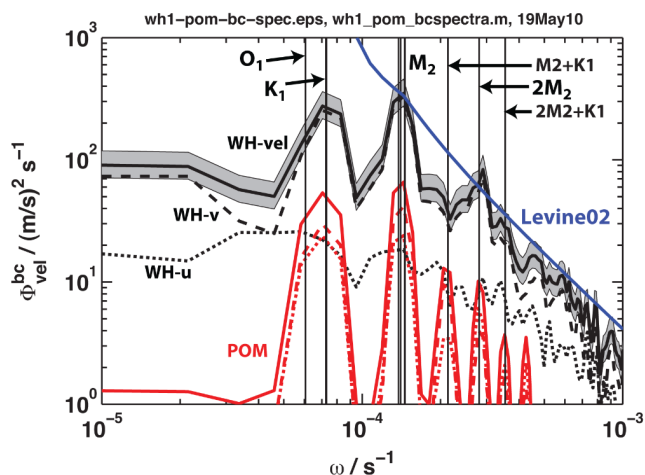 wh1-pom-bc-spec.eps, wh1_pom_bcspectra.m, 19May10
10³
O₁
M₂
M2+K1
K₁
2M₂
2M2+K1
WH-vel
10²
WH-v
Levine02
WH-u
10¹
POM
10⁰
Φᵇᶜvel / (m/s)² s⁻¹
10⁻⁵
10⁻⁴
10⁻³
ω / s⁻¹